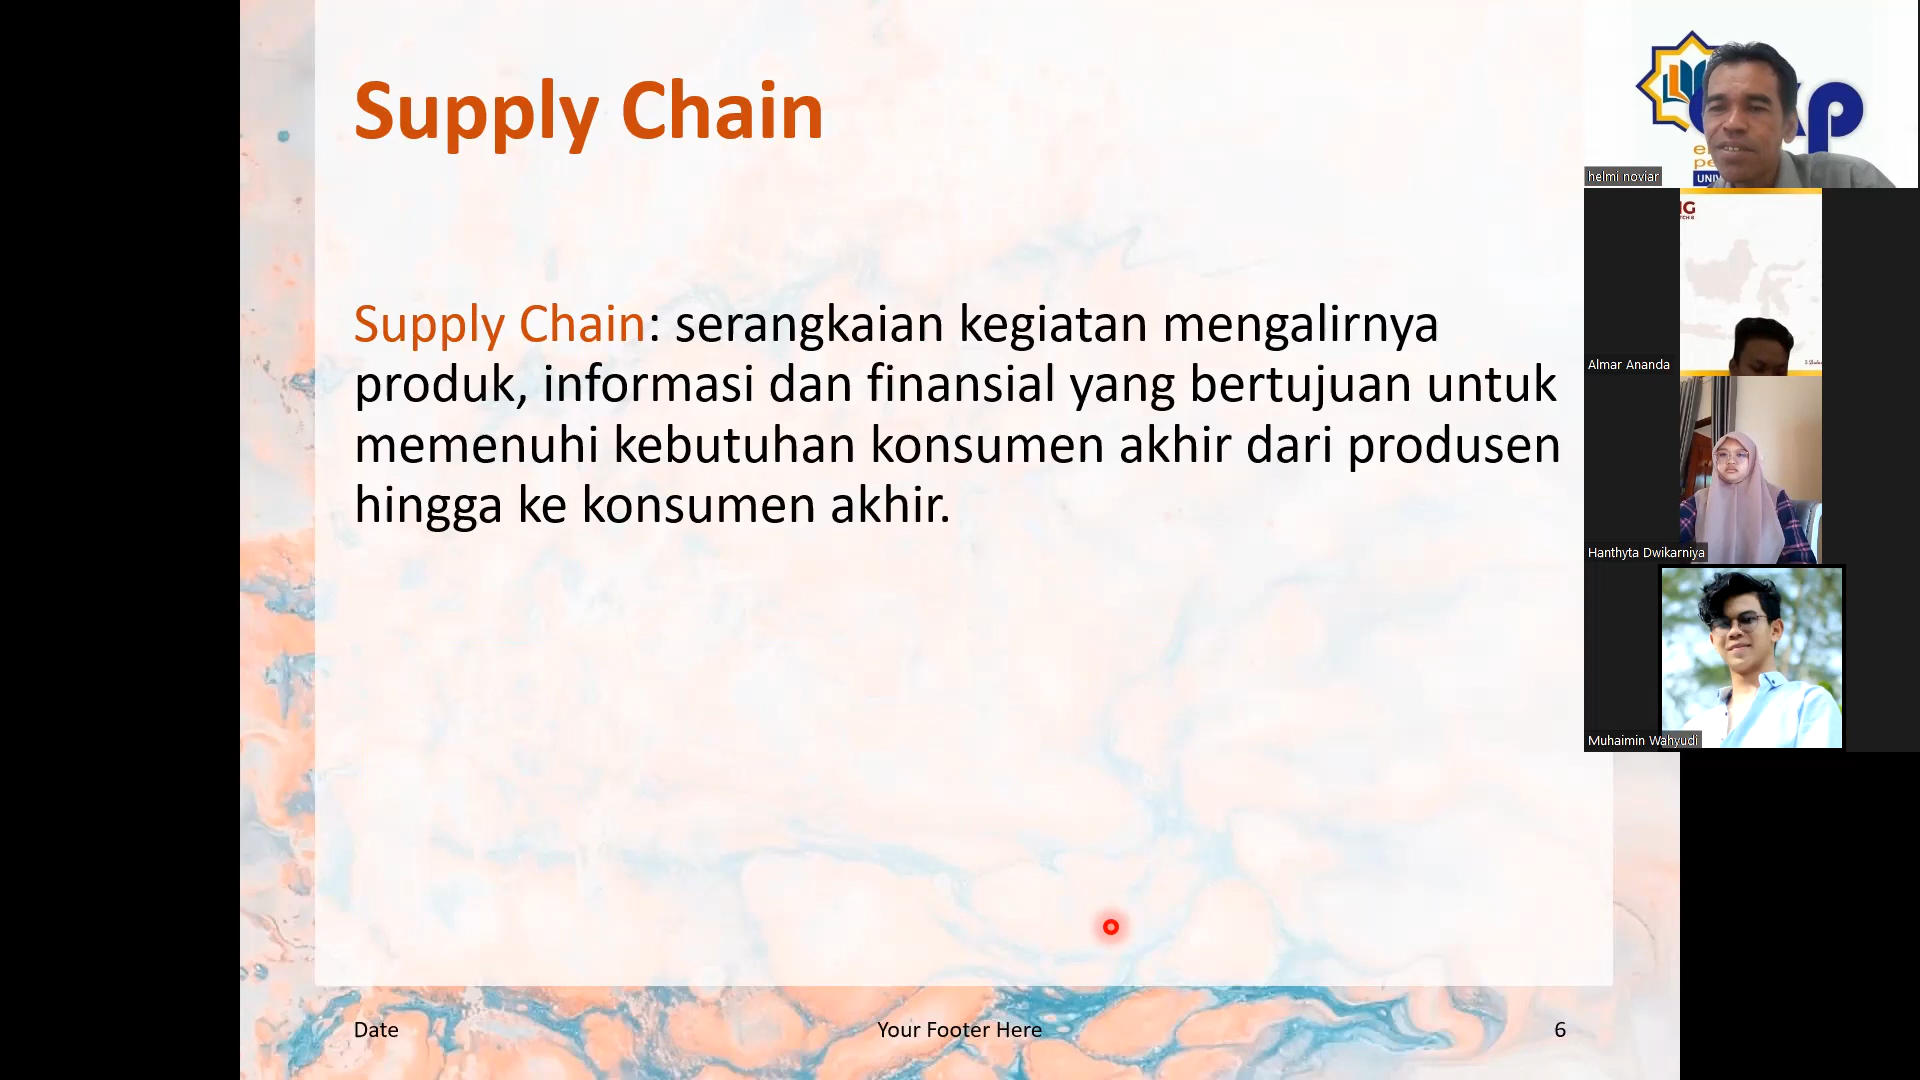 Supply Chain
Supply Chain: serangkaian kegiatan mengalirnya
produk, informasi dan finansial yang bertujuan untuk
memenuhi kebutuhan konsumen akhir dari produsen
hingga ke konsumen akhir.
Date
Your Footer Here
6
helmi noviar
Almar Ananda
Hanthyta Dwikarniya
Muhaimin Wahyudi